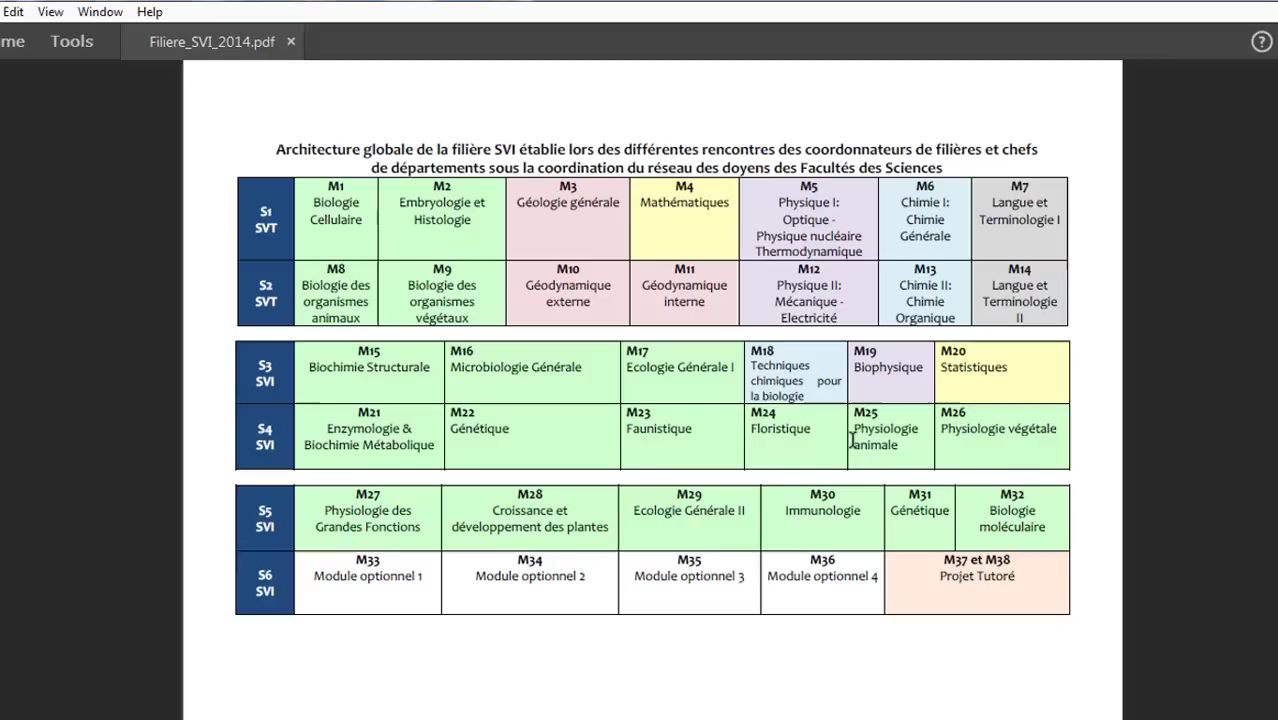 Edit View Window Help
me Tools Filiere_SVI_2014.pdf × ?
Architecture globale de la filière SVI établie lors des différentes rencontres des coordonnateurs de filières et chefs
de départements sous la coordination du réseau des doyens des Facultés des Sciences
S1
SVT
M1
Biologie
Cellulaire
M2
Embryologie et
Histologie
M3
Géologie générale
M4
Mathématiques
M5
Physique I:
Optique -
Physique nucléaire
Thermodynamique
M6
Chimie I:
Chimie
Générale
M7
Langue et
Terminologie I
S2
SVT
M8
Biologie des
organismes
animaux
M9
Biologie des
organismes
végétaux
M10
Géodynamique
externe
M11
Géodynamique
interne
M12
Physique II:
Mécanique -
Electricité
M13
Chimie II:
Chimie
Organique
M14
Langue et
Terminologie
II
S3
SVI
M15
Biochimie Structurale
M16
Microbiologie Générale
M17
Ecologie Générale I
M18
Techniques
chimiques pour
la biologie
M19
Biophysique
M20
Statistiques
S4
SVI
M21
Enzymologie &
Biochimie Métabolique
M22
Génétique
M23
Faunistique
M24
Floristique
M25
Physiologie
animale
M26
Physiologie végétale
S5
SVI
M27
Physiologie des
Grandes Fonctions
M28
Croissance et
développement des plantes
M29
Ecologie Générale II
M30
Immunologie
M31
Génétique
M32
Biologie
moléculaire
S6
SVI
M33
Module optionnel 1
M34
Module optionnel 2
M35
Module optionnel 3
M36
Module optionnel 4
M37 et M38
Projet Tutoré